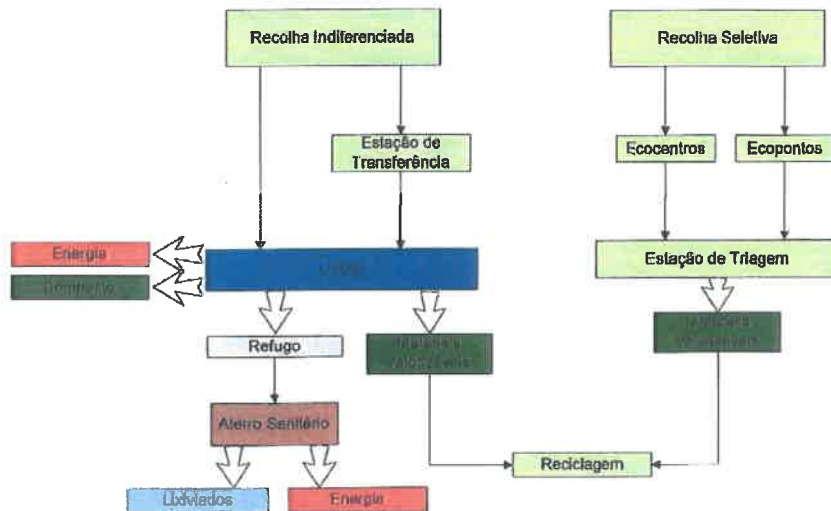 Recolha Indiferenciada
Recolha Seletiva
Estação de
Transferência
Ecocentros
Ecopontos
Energia
Estação de Triagem
Refugo
Aterro Sanitário
Reciclagem
Lixiviados
Energia